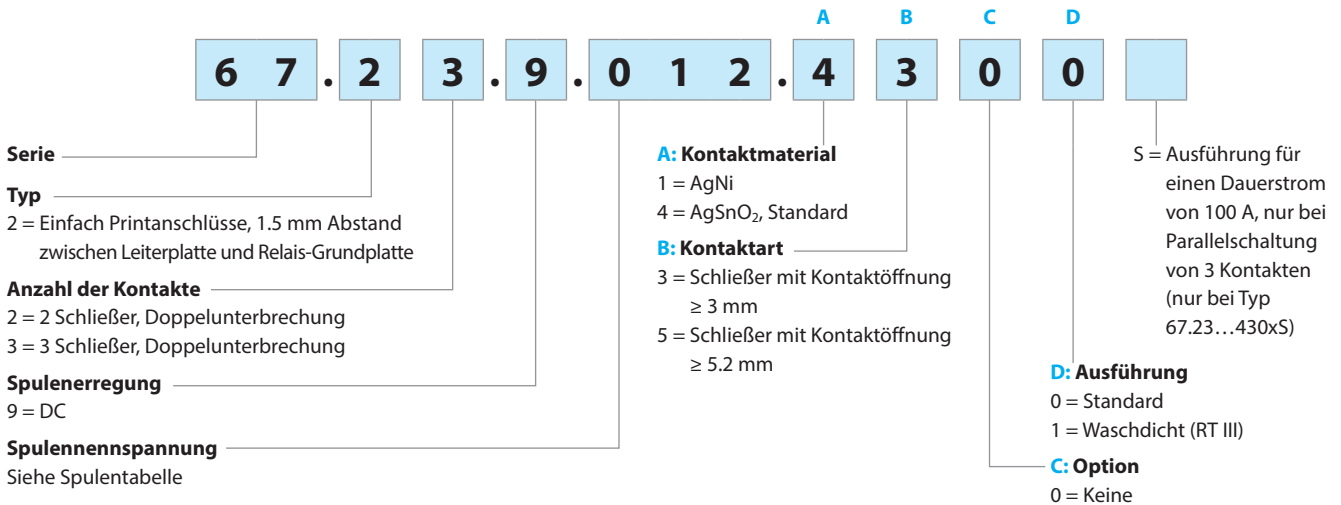 A B C D
6 7 . 2 3 . 9 . 0 1 2 . 4 3 0 0
Serie
Typ
2 = Einfach Printanschlüsse, 1.5 mm Abstand
zwischen Leiterplatte und Relais-Grundplatte
Anzahl der Kontakte
2 = 2 Schließer, Doppelunterbrechung
3 = 3 Schließer, Doppelunterbrechung
Spulenerregung
9 = DC
Spulennennspannung
Siehe Spulentabelle
A: Kontaktmaterial
1 = AgNi
4 = AgSnO₂, Standard
B: Kontaktart
3 = Schließer mit Kontaktöffnung
≥ 3 mm
5 = Schließer mit Kontaktöffnung
≥ 5.2 mm
S = Ausführung für
einen Dauerstrom
von 100 A, nur bei
Parallelschaltung
von 3 Kontakten
(nur bei Typ
67.23…430xS)
D: Ausführung
0 = Standard
1 = Waschdicht (RT III)
C: Option
0 = Keine